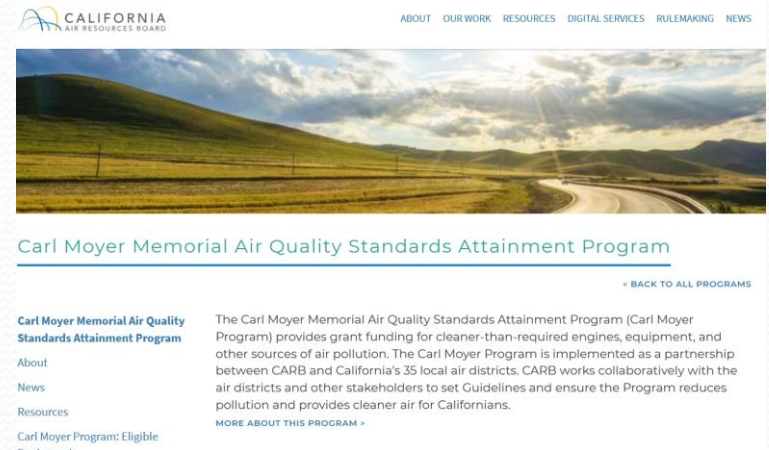 CALIFORNIA
AIR RESOURCES BOARD
ABOUT OUR WORK RESOURCES DIGITAL SERVICES RULEMAKING NEWS
Carl Moyer Memorial Air Quality Standards Attainment Program
< BACK TO ALL PROGRAMS
Carl Moyer Memorial Air Quality
Standards Attainment Program
About
News
Resources
Carl Moyer Program: Eligible
The Carl Moyer Memorial Air Quality Standards Attainment Program (Carl Moyer
Program) provides grant funding for cleaner-than-required engines, equipment, and
other sources of air pollution. The Carl Moyer Program is implemented as a partnership
between CARB and California's 35 local air districts. CARB works collaboratively with the
air districts and other stakeholders to set Guidelines and ensure the Program reduces
pollution and provides cleaner air for Californians.
MORE ABOUT THIS PROGRAM >